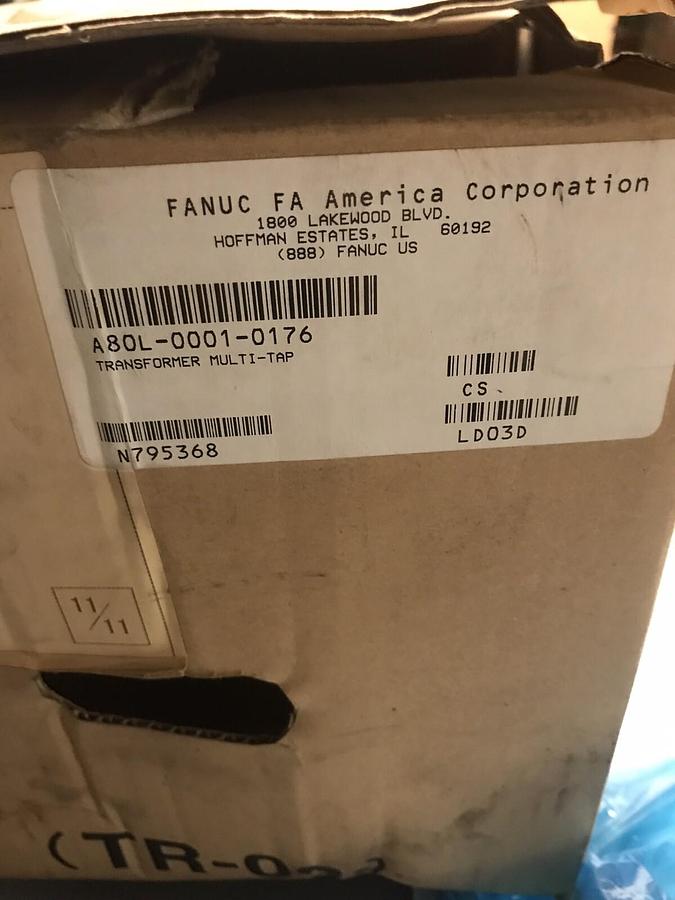 FANUC FA America Corporation
1800 LAKEWOOD BLVD.
HOFFMAN ESTATES, IL 60192
(888) FANUC US
A80L-0001-0176
TRANSFORMER MULTI-TAP
CS
N795368
LD03D
11/11